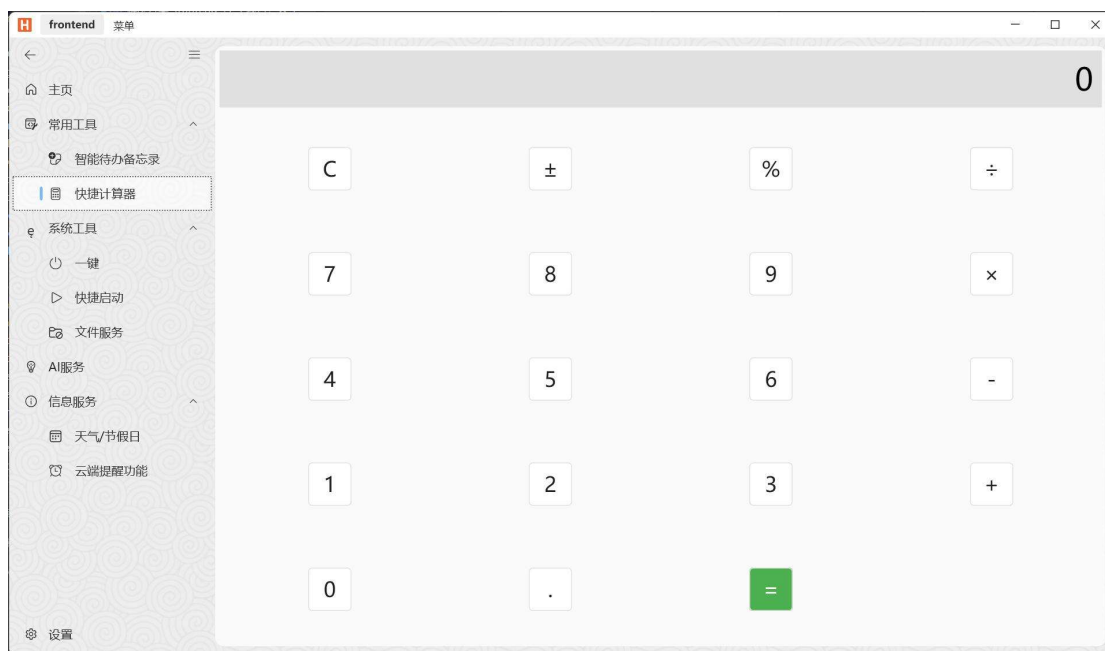 H frontend 菜单
主页
常用工具
智能待办备忘录
快捷计算器
系统工具
一键
快捷启动
文件服务
AI服务
信息服务
天气/节假日
云端提醒功能
设置
0
C ± % ÷
7 8 9 ×
4 5 6 -
1 2 3 +
0 . =